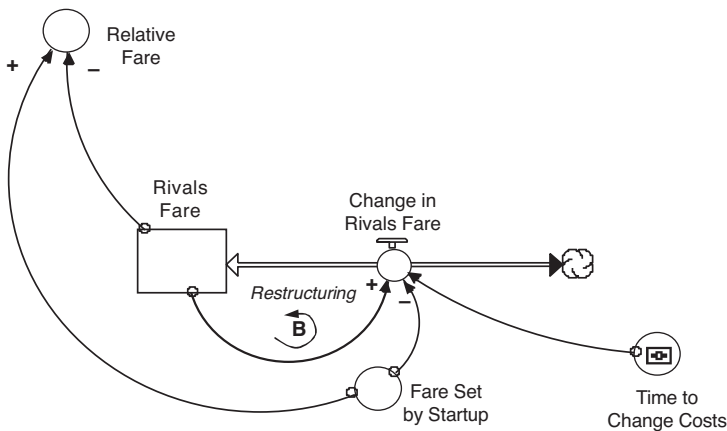 Relative
Fare
+
–
Rivals
Fare
Change in
Rivals Fare
Restructuring
+
–
B
Fare Set
by Startup
Time to
Change Costs